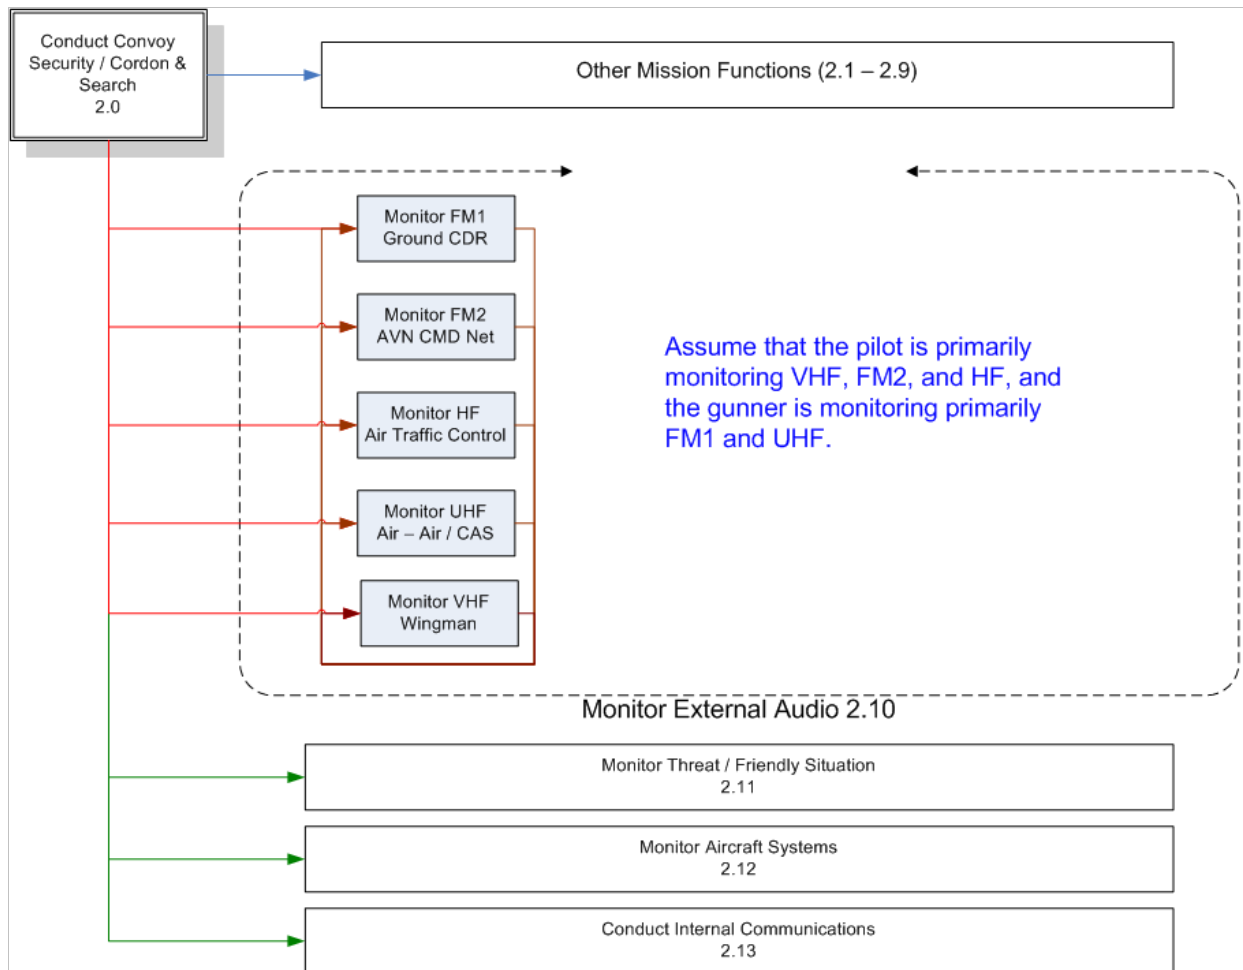 Conduct Convoy
Security / Cordon &
Search
2.0
Other Mission Functions (2.1 – 2.9)
Monitor FM1
Ground CDR
Monitor FM2
AVN CMD Net
Monitor HF
Air Traffic Control
Monitor UHF
Air – Air / CAS
Monitor VHF
Wingman
Assume that the pilot is primarily
monitoring VHF, FM2, and HF, and
the gunner is monitoring primarily
FM1 and UHF.
Monitor External Audio 2.10
Monitor Threat / Friendly Situation
2.11
Monitor Aircraft Systems
2.12
Conduct Internal Communications
2.13